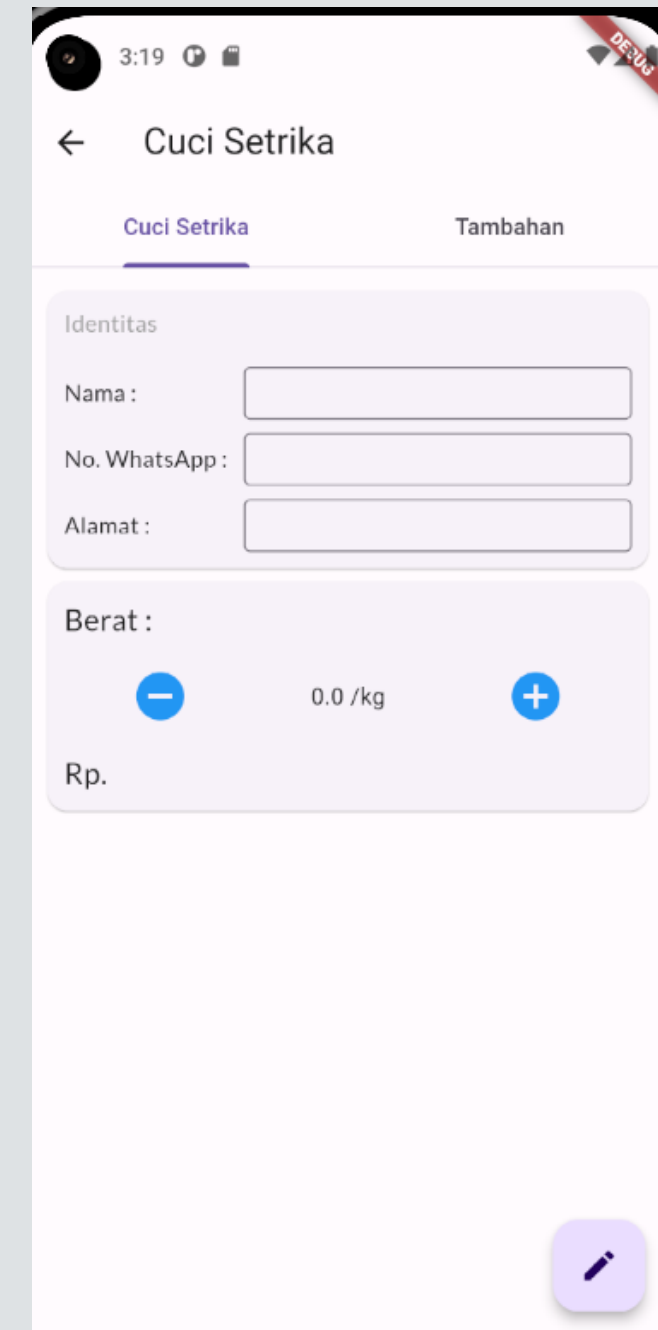 3:19
DEBUG
Cuci Setrika
Cuci Setrika
Tambahan
Identitas
Nama :
No. WhatsApp :
Alamat :
Berat :
0.0 /kg
Rp.